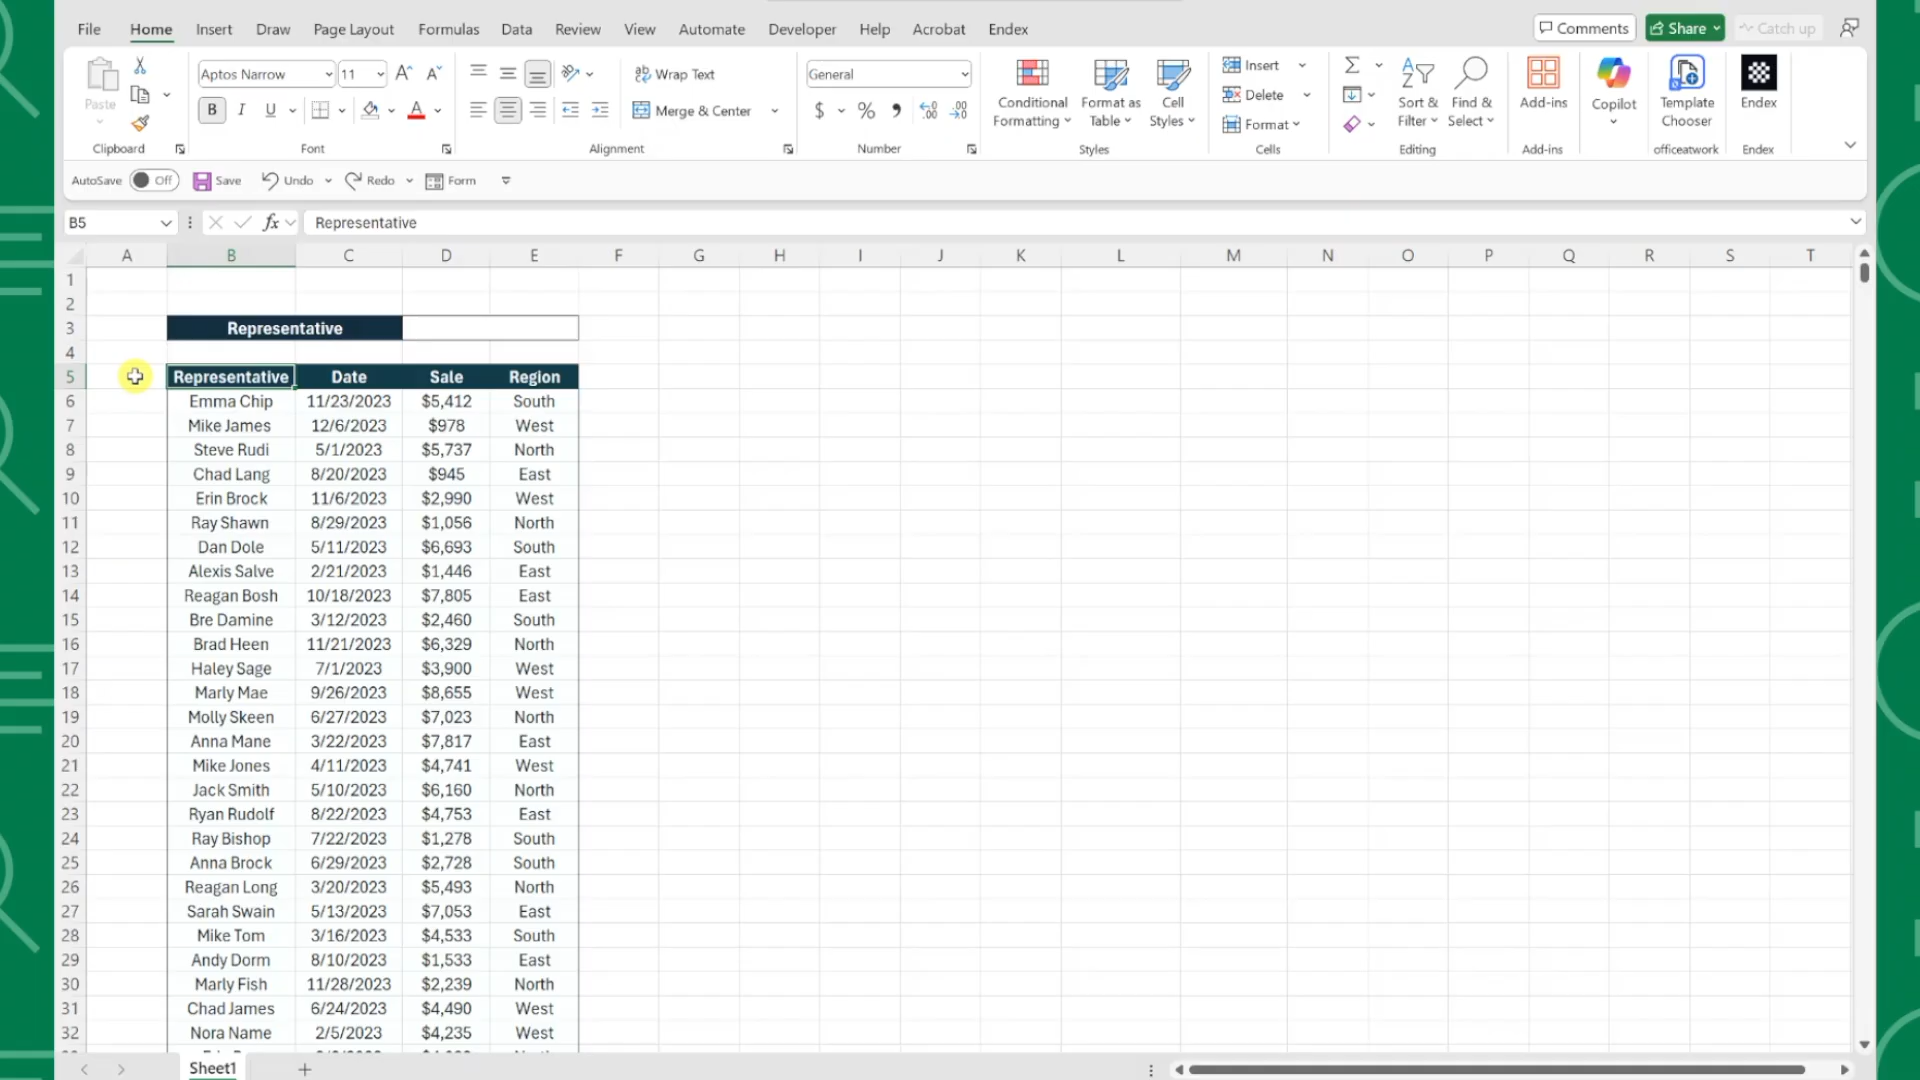 File Home Insert Draw Page Layout Formulas Data Review View Automate Developer Help Acrobat Endex Comments Share Catch up
Paste
Clipboard
Aptos Narrow 11
B I U
Font
Wrap Text
Merge & Center
Alignment
General
$ % 9
Number
Conditional Formatting
Format as Table
Cell Styles
Styles
Insert
Delete
Format
Cells
Sort & Filter
Find & Select
Editing
Add-ins
Add-ins
Copilot
Template Chooser
officeatwork
Endex
Endex
AutoSave Off Save Undo Redo Form
B5 fx Representative
A B C D E F G H I J K L M N O P Q R S T
1
2
3 Representative
4
5 Representative Date Sale Region
6 Emma Chip 11/23/2023 $5,412 South
7 Mike James 12/6/2023 $978 West
8 Steve Rudi 5/1/2023 $5,737 North
9 Chad Lang 8/20/2023 $945 East
10 Erin Brock 11/6/2023 $2,990 West
11 Ray Shawn 8/29/2023 $1,056 North
12 Dan Dole 5/11/2023 $6,693 South
13 Alexis Salve 2/21/2023 $1,446 East
14 Reagan Bosh 10/18/2023 $7,805 East
15 Bre Damine 3/12/2023 $2,460 South
16 Brad Heen 11/21/2023 $6,329 North
17 Haley Sage 7/1/2023 $3,900 West
18 Marly Mae 9/26/2023 $8,655 West
19 Molly Skeen 6/27/2023 $7,023 North
20 Anna Mane 3/22/2023 $7,817 East
21 Mike Jones 4/11/2023 $4,741 West
22 Jack Smith 5/10/2023 $6,160 North
23 Ryan Rudolf 8/22/2023 $4,753 East
24 Ray Bishop 7/22/2023 $1,278 South
25 Anna Brock 6/29/2023 $2,728 South
26 Reagan Long 3/20/2023 $5,493 North
27 Sarah Swain 5/13/2023 $7,053 East
28 Mike Tom 3/16/2023 $4,533 South
29 Andy Dorm 8/10/2023 $1,533 East
30 Marly Fish 11/28/2023 $2,239 North
31 Chad James 6/24/2023 $4,490 West
32 Nora Name 2/5/2023 $4,235 West
Sheet1